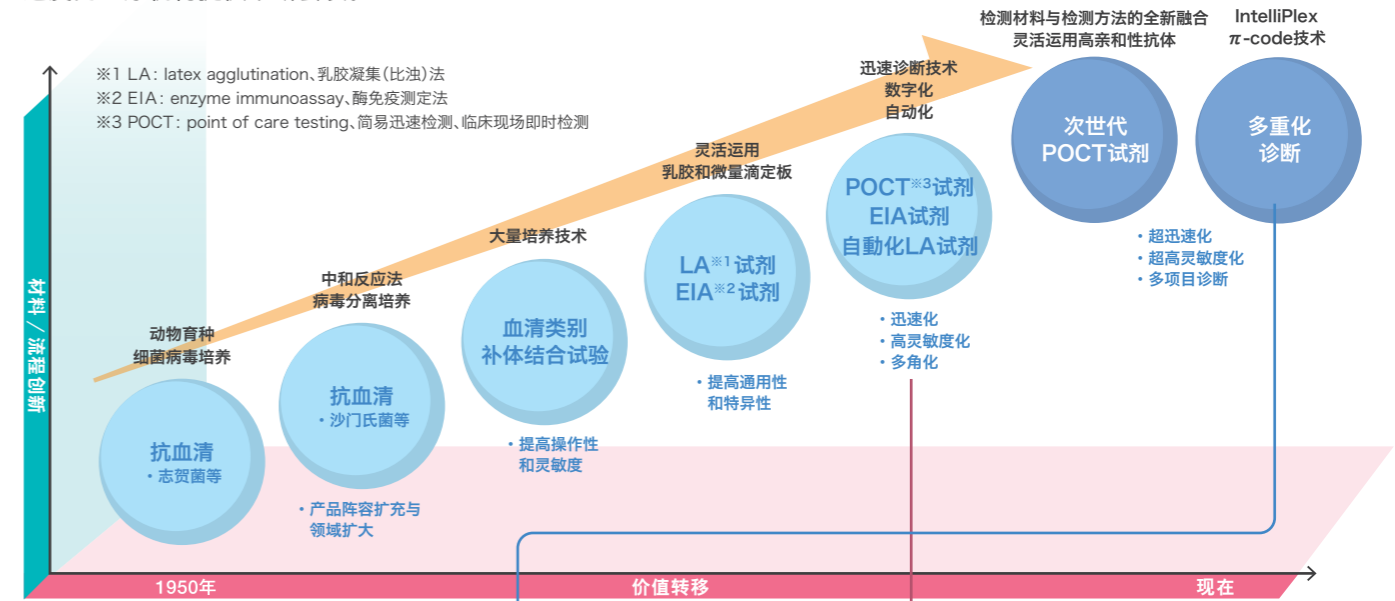 检测材料与检测方法的全新融合
灵活运用高亲和性抗体
IntelliPlex
π-code技术
※1 LA: latex agglutination、乳胶凝集(比浊)法
※2 EIA: enzyme immunoassay、酶免疫测定法
※3 POCT: point of care testing、简易迅速检测、临床现场即时检测
迅速诊断技术
数字化
自动化
次世代
POCT试剂
多重化
诊断
灵活运用
乳胶和微量滴定板
POCT※3试剂
EIA试剂
自動化LA试剂
大量培养技术
・超迅速化
・超高灵敏度化
・多项目诊断
LA※1试剂
EIA※2试剂
中和反应法
病毒分离培养
血清类别
补体结合试验
・迅速化
・高灵敏度化
・多角化
动物育种
细菌病毒培养
・提高通用性
和特异性
抗血清
・沙门氏菌等
・提高操作性
和灵敏度
抗血清
・志贺菌等
・产品阵容扩充与
领域扩大
材料/流程创新
1950年
价值转移
现在